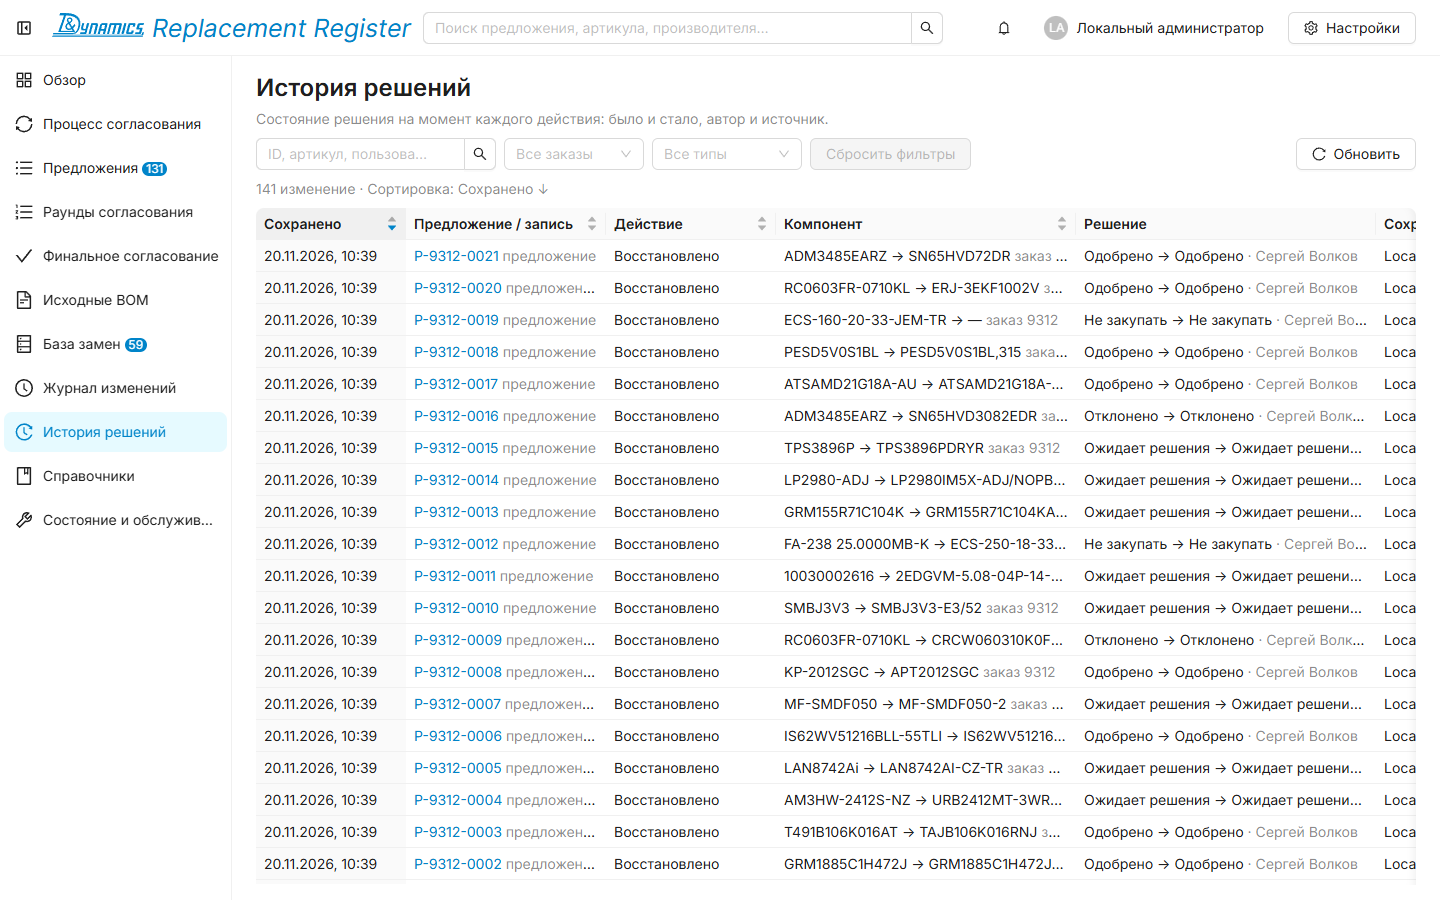 Dynamics Replacement Register
Поиск предложения, артикула, производителя...
LA Локальный администратор
Настройки
Обзор
Процесс согласования
Предложения 131
Раунды согласования
Финальное согласование
Исходные BOM
База замен 59
Журнал изменений
История решений
Справочники
Состояние и обслужив...
История решений
Состояние решения на момент каждого действия: было и стало, автор и источник.
ID, артикул, пользова... Все заказы Все типы Сбросить фильтры Обновить
141 изменение · Сортировка: Сохранено ↓
Сохранено Предложение / запись Действие Компонент Решение Сохр
20.11.2026, 10:39 P-9312-0021 предложение Восстановлено ADM3485EARZ → SN65HVD72DR заказ ... Одобрено → Одобрено · Сергей Волков Loca
20.11.2026, 10:39 P-9312-0020 предложен... Восстановлено RC0603FR-0710KL → ERJ-3EKF1002V з... Одобрено → Одобрено · Сергей Волков Loca
20.11.2026, 10:39 P-9312-0019 предложение Восстановлено ECS-160-20-33-JEM-TR → — заказ 9312 Не закупать → Не закупать · Сергей Во... Loca
20.11.2026, 10:39 P-9312-0018 предложение Восстановлено PESD5V0S1BL → PESD5V0S1BL,315 зака... Одобрено → Одобрено · Сергей Волков Loca
20.11.2026, 10:39 P-9312-0017 предложение Восстановлено ATSAMD21G18A-AU → ATSAMD21G18A-... Одобрено → Одобрено · Сергей Волков Loca
20.11.2026, 10:39 P-9312-0016 предложение Восстановлено ADM3485EARZ → SN65HVD3082EDR за... Отклонено → Отклонено · Сергей Волк... Loca
20.11.2026, 10:39 P-9312-0015 предложение Восстановлено TPS3896P → TPS3896PDRYR заказ 9312 Ожидает решения → Ожидает решени... Loca
20.11.2026, 10:39 P-9312-0014 предложение Восстановлено LP2980-ADJ → LP2980IM5X-ADJ/NOPB... Ожидает решения → Ожидает решени... Loca
20.11.2026, 10:39 P-9312-0013 предложение Восстановлено GRM155R71C104K → GRM155R71C104KA... Ожидает решения → Ожидает решени... Loca
20.11.2026, 10:39 P-9312-0012 предложение Восстановлено FA-238 25.0000MB-K → ECS-250-18-33... Не закупать → Не закупать · Сергей Во... Loca
20.11.2026, 10:39 P-9312-0011 предложение Восстановлено 10030002616 → 2EDGVM-5.08-04P-14-... Ожидает решения → Ожидает решени... Loca
20.11.2026, 10:39 P-9312-0010 предложение Восстановлено SMBJ3V3 → SMBJ3V3-E3/52 заказ 9312 Ожидает решения → Ожидает решени... Loca
20.11.2026, 10:39 P-9312-0009 предложен... Восстановлено RC0603FR-0710KL → CRCW060310K0F... Отклонено → Отклонено · Сергей Волк... Loca
20.11.2026, 10:39 P-9312-0008 предложен... Восстановлено KP-2012SGC → APT2012SGC заказ 9312 Одобрено → Одобрено · Сергей Волков Loca
20.11.2026, 10:39 P-9312-0007 предложен... Восстановлено MF-SMDF050 → MF-SMDF050-2 заказ ... Ожидает решения → Ожидает решени... Loca
20.11.2026, 10:39 P-9312-0006 предложен... Восстановлено IS62WV51216BLL-55TLI → IS62WV51216... Одобрено → Одобрено · Сергей Волков Loca
20.11.2026, 10:39 P-9312-0005 предложен... Восстановлено LAN8742Ai → LAN8742AI-CZ-TR заказ ... Ожидает решения → Ожидает решени... Loca
20.11.2026, 10:39 P-9312-0004 предложен... Восстановлено AM3HW-2412S-NZ → URB2412MT-3WR... Ожидает решения → Ожидает решени... Loca
20.11.2026, 10:39 P-9312-0003 предложен... Восстановлено T491B106K016AT → TAJB106K016RNJ з... Одобрено → Одобрено · Сергей Волков Loca
20.11.2026, 10:39 P-9312-0002 предложен... Восстановлено GRM1885C1H472J → GRM1885C1H472J... Одобрено → Одобрено · Сергей Волков Loca